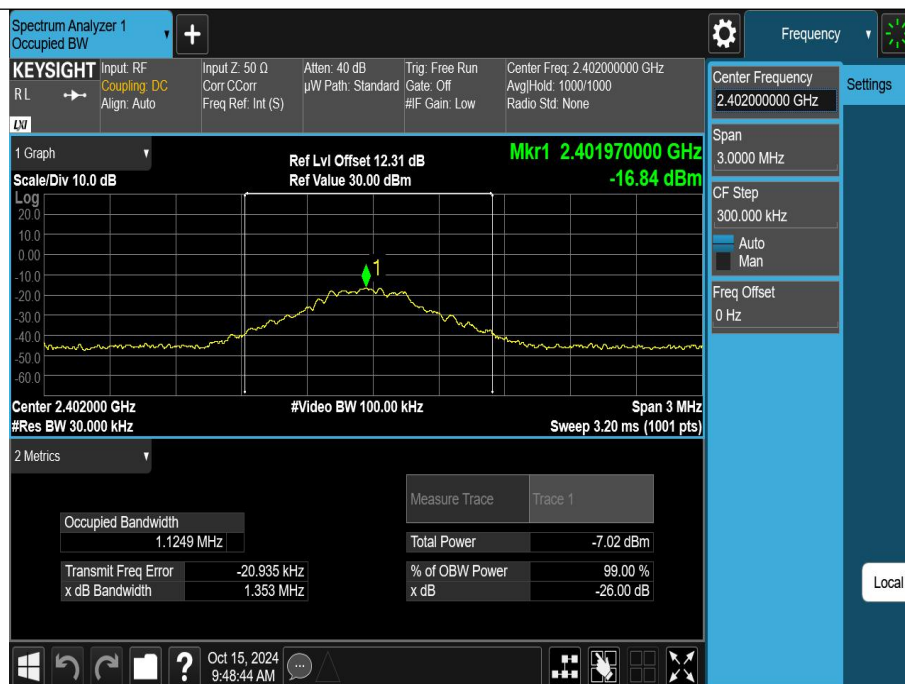 Spectrum Analyzer 1
Occupied BW
Frequency
KEYSIGHT
RL
LXI
Input: RF
Coupling: DC
Align: Auto
Input Z: 50 Ω
Corr CCorr
Freq Ref: Int (S)
Atten: 40 dB
µW Path: Standard
Trig: Free Run
Gate: Off
#IF Gain: Low
Center Freq: 2.402000000 GHz
Avg|Hold: 1000/1000
Radio Std: None
Center Frequency
2.402000000 GHz
Settings
Span
3.0000 MHz
CF Step
300.000 kHz
Auto
Man
Freq Offset
0 Hz
Local
1 Graph
Scale/Div 10.0 dB
Ref Lvl Offset 12.31 dB
Ref Value 30.00 dBm
Mkr1 2.401970000 GHz
-16.84 dBm
Log
20.0
10.0
0.00
-10.0
-20.0
-30.0
-40.0
-50.0
-60.0
1
Center 2.402000 GHz
#Res BW 30.000 kHz
#Video BW 100.00 kHz
Span 3 MHz
Sweep 3.20 ms (1001 pts)
2 Metrics
Measure Trace Trace 1
Occupied Bandwidth
1.1249 MHz
Total Power -7.02 dBm
Transmit Freq Error -20.935 kHz
% of OBW Power 99.00 %
x dB Bandwidth 1.353 MHz
x dB -26.00 dB
Oct 15, 2024
9:48:44 AM